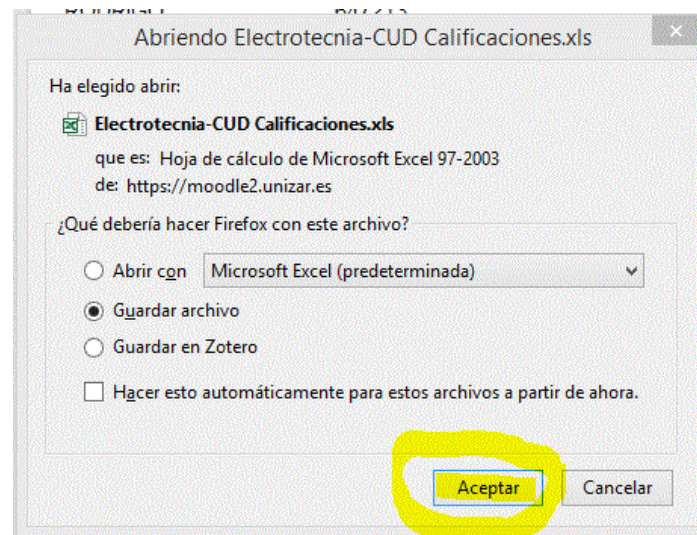 Abriendo Electrotecnia-CUD Calificaciones.xls
Ha elegido abrir:
Electrotecnia-CUD Calificaciones.xls
que es: Hoja de cálculo de Microsoft Excel 97-2003
de: https://moodle2.unizar.es
¿Qué debería hacer Firefox con este archivo?
Abrir con Microsoft Excel (predeterminada)
Guardar archivo
Guardar en Zotero
Hacer esto automáticamente para estos archivos a partir de ahora.
Aceptar Cancelar